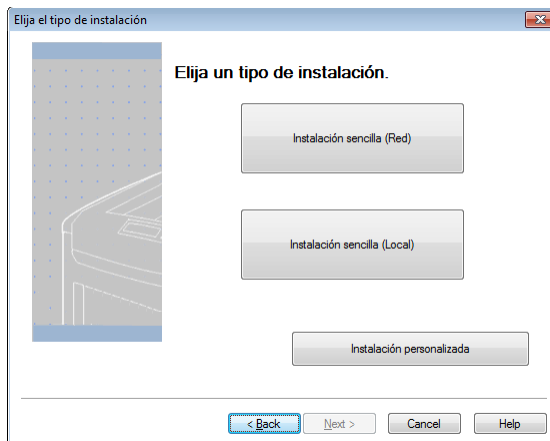 Elija el tipo de instalación
Elija un tipo de instalación.
Instalación sencilla (Red)
Instalación sencilla (Local)
Instalación personalizada
< Back
Next >
Cancel
Help